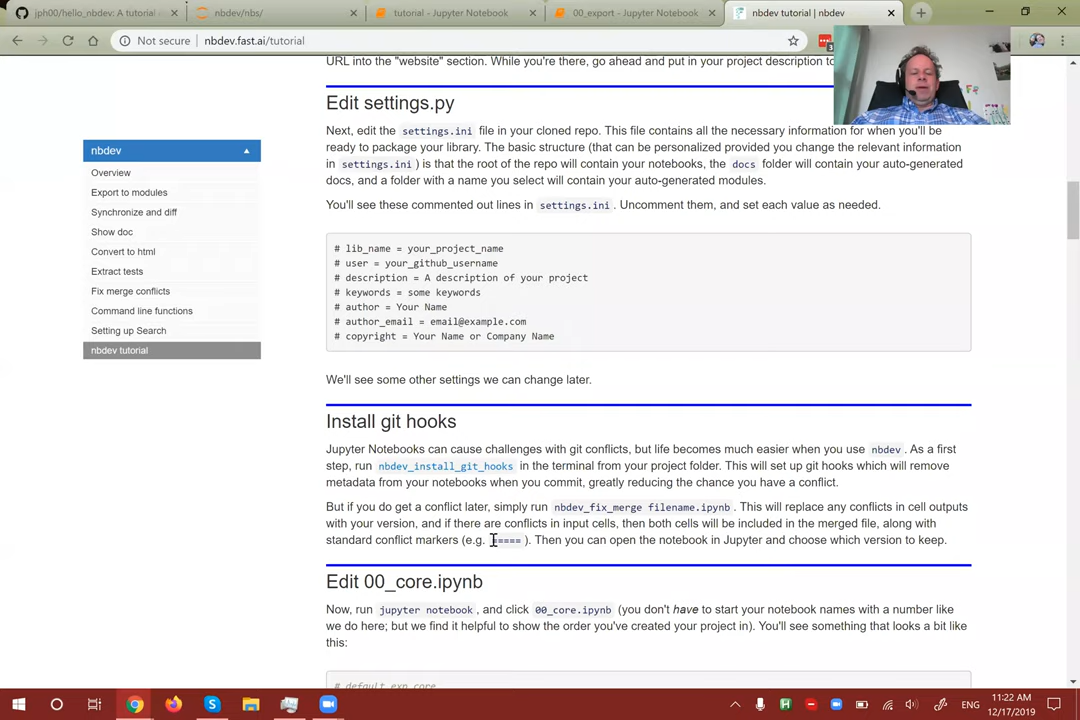 jph00/hello_nbdev: A tutorial
nbdev/nbs/
tutorial - Jupyter Notebook
00_export - Jupyter Notebook
nbdev tutorial | nbdev
Not secure | nbdev.fast.ai/tutorial
3
URL into the "website" section. While you're there, go ahead and put in your project description to
Edit settings.py
Next, edit the settings.ini file in your cloned repo. This file contains all the necessary information for when you'll be
ready to package your library. The basic structure (that can be personalized provided you change the relevant information
in settings.ini ) is that the root of the repo will contain your notebooks, the docs folder will contain your auto-generated
docs, and a folder with a name you select will contain your auto-generated modules.
You'll see these commented out lines in settings.ini . Uncomment them, and set each value as needed.
# lib_name = your_project_name
# user = your_github_username
# description = A description of your project
# keywords = some keywords
# author = Your Name
# author_email = email@example.com
# copyright = Your Name or Company Name
We'll see some other settings we can change later.
Install git hooks
Jupyter Notebooks can cause challenges with git conflicts, but life becomes much easier when you use nbdev . As a first
step, run nbdev_install_git_hooks in the terminal from your project folder. This will set up git hooks which will remove
metadata from your notebooks when you commit, greatly reducing the chance you have a conflict.
But if you do get a conflict later, simply run nbdev_fix_merge filename.ipynb . This will replace any conflicts in cell outputs
with your version, and if there are conflicts in input cells, then both cells will be included in the merged file, along with
standard conflict markers (e.g. ===== ). Then you can open the notebook in Jupyter and choose which version to keep.
Edit 00_core.ipynb
Now, run jupyter notebook , and click 00_core.ipynb (you don't have to start your notebook names with a number like
we do here; but we find it helpful to show the order you've created your project in). You'll see something that looks a bit like
this:
# default_exp core
nbdev
Overview
Export to modules
Synchronize and diff
Show doc
Convert to html
Extract tests
Fix merge conflicts
Command line functions
Setting up Search
nbdev tutorial
ENG
11:22 AM
12/17/2019